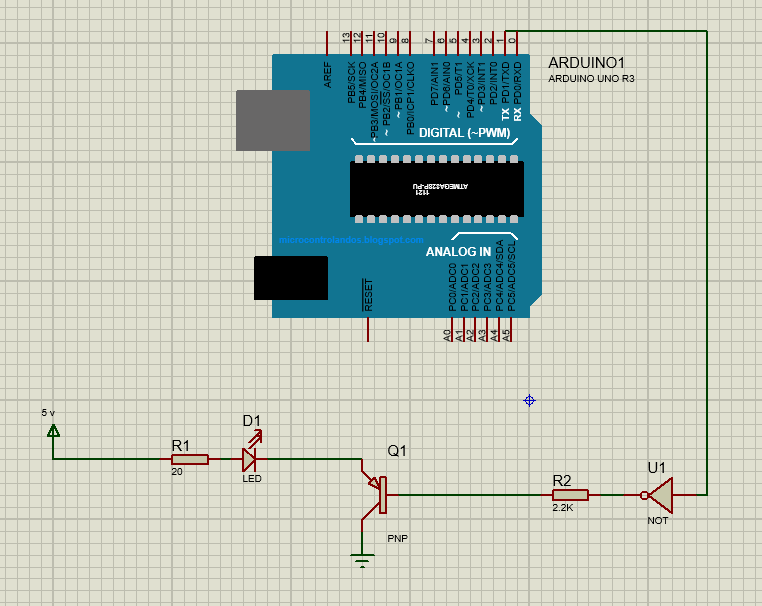 13
12
11
10
9
8
7
6
5
4
3
2
1
0
AREF
PB5/SCK
PB4/MISO
~PB3/MOSI/OC2A
~PB2/SS/OC1B
~PB1/OC1A
PB0/ICP1/CLKO
PD7/AIN1
~PD6/AIN0
~PD5/T1
PD4/T0/XCK
~PD3/INT1
PD2/INT0
TX PD1/TXD
RX PD0/RXD
ARDUINO1
ARDUINO UNO R3
DIGITAL (~PWM)
ATMEGA328P-PU
1121
microcontrolandos.blogspot.com
ANALOG IN
RESET
PC0/ADC0
PC1/ADC1
PC2/ADC2
PC3/ADC3
PC4/ADC4/SDA
PC5/ADC5/SCL
A0
A1
A2
A3
A4
A5
5 v
R1
20
D1
LED
Q1
PNP
R2
2.2K
U1
NOT